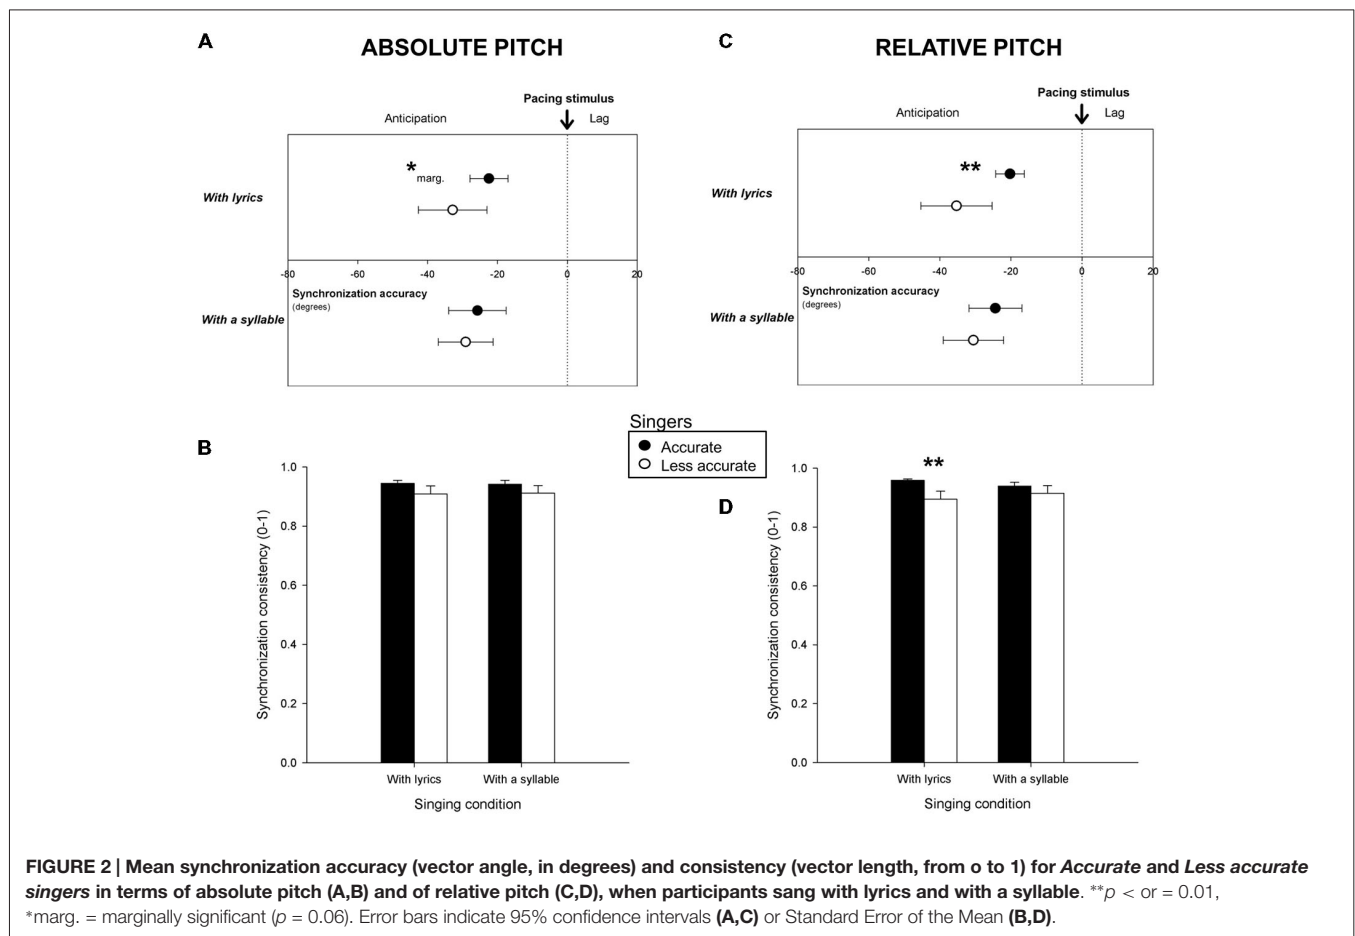 A
ABSOLUTE PITCH
Pacing stimulus
Anticipation
Lag
*
marg.
With lyrics
-80
-60
-40
-20
0
20
Synchronization accuracy
(degrees)
With a syllable
C
RELATIVE PITCH
Pacing stimulus
Anticipation
Lag
**
With lyrics
-80
-60
-40
-20
0
20
Synchronization accuracy
(degrees)
With a syllable
Singers
Accurate
Less accurate
B
Synchronization consistency (0-1)
1.0
0.8
0.6
0.4
0.2
0.0
With lyrics
With a syllable
Singing condition
D
**
Synchronization consistency (0-1)
1.0
0.8
0.6
0.4
0.2
0.0
With lyrics
With a syllable
Singing condition
FIGURE 2 | Mean synchronization accuracy (vector angle, in degrees) and consistency (vector length, from o to 1) for Accurate and Less accurate
singers in terms of absolute pitch (A,B) and of relative pitch (C,D), when participants sang with lyrics and with a syllable. **p < or = 0.01,
*marg. = marginally significant (p = 0.06). Error bars indicate 95% confidence intervals (A,C) or Standard Error of the Mean (B,D).